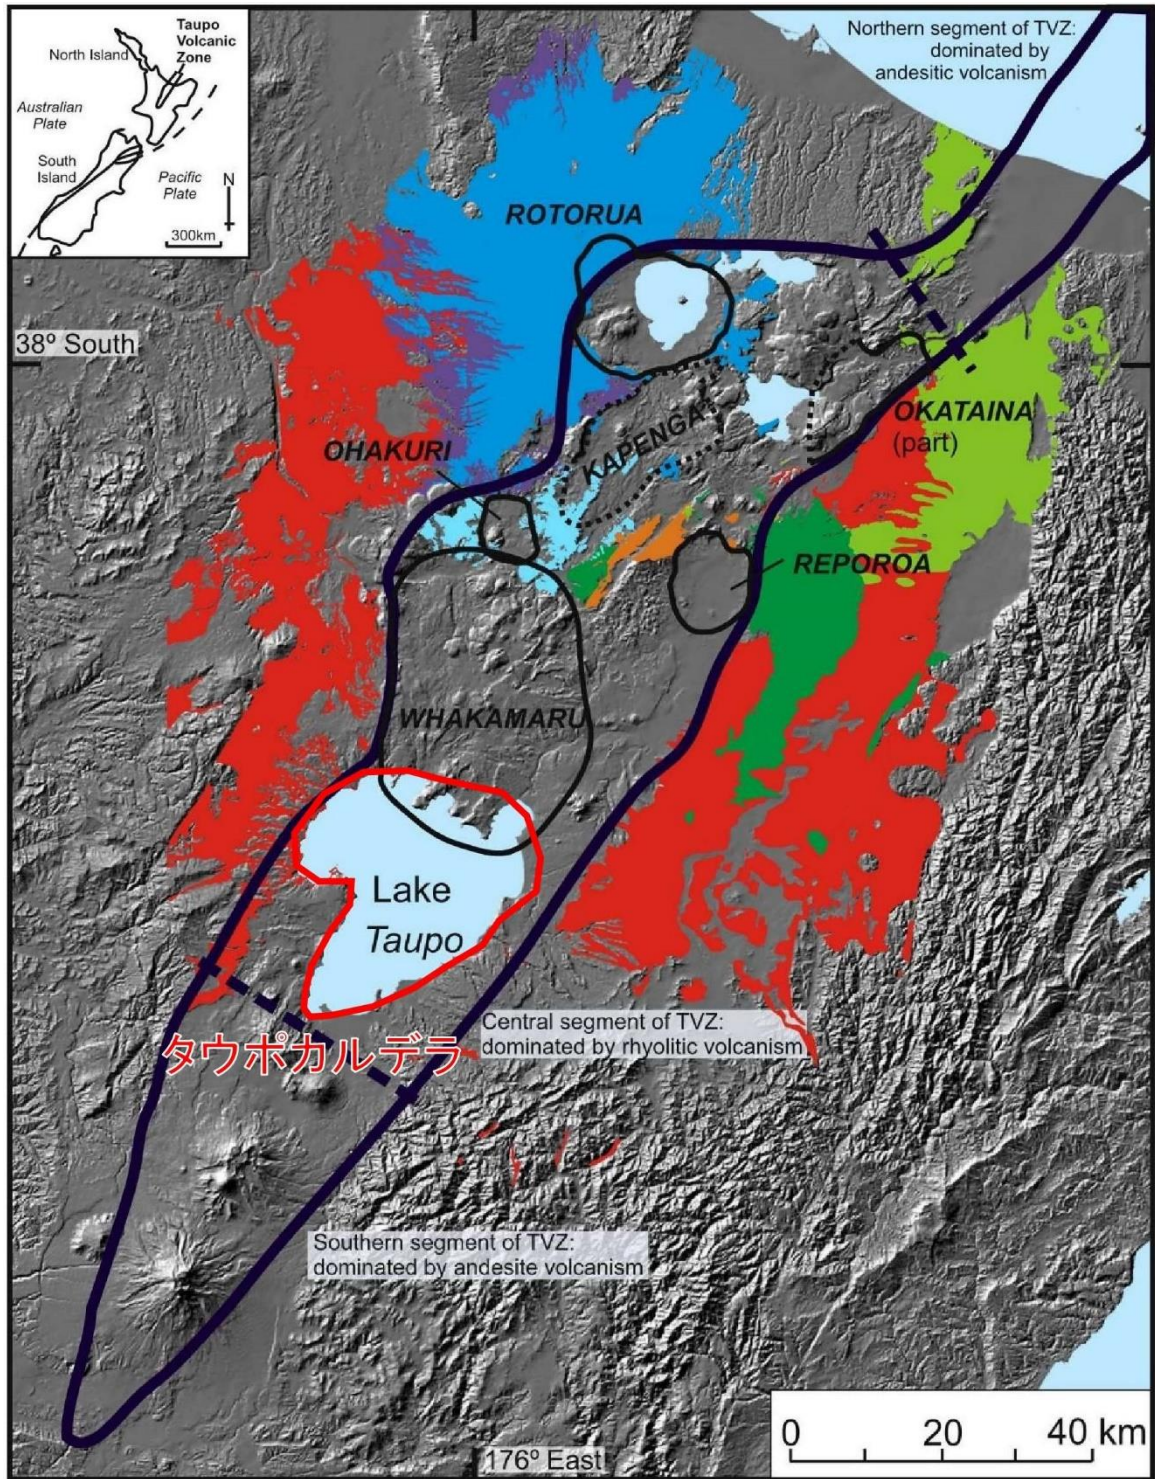 Taupo
Volcanic
Zone
North Island
Australian
Plate
South
Island
Pacific
Plate
N
300km
Northern segment of TVZ:
dominated by
andesitic volcanism
ROTORUA
38º South
OKATAINA
(part)
KAPENGA
OHAKURI
REPOROA
WHAKAMARU
Lake
Taupo
Central segment of TVZ:
dominated by rhyolitic volcanism
タウポカルデラ
Southern segment of TVZ:
dominated by andesite volcanism
0 20 40 km
176º East